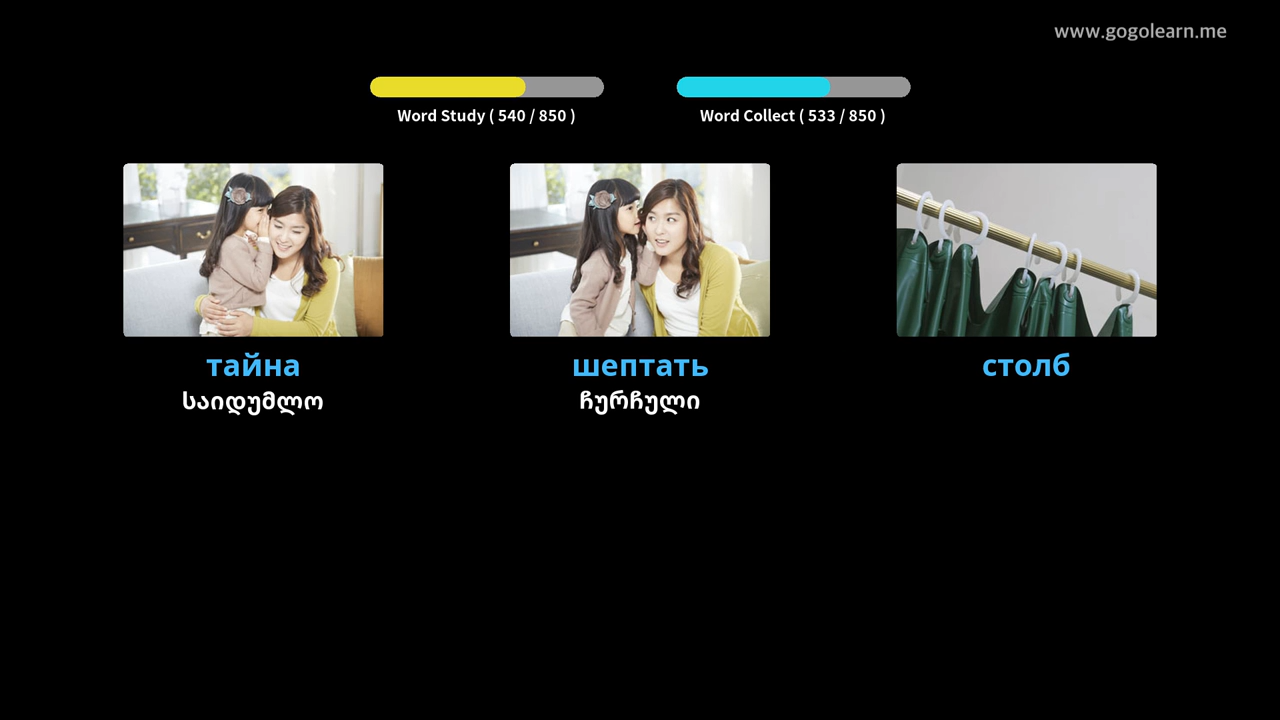 www.gogolearn.me
Word Study ( 540 / 850 )
Word Collect ( 533 / 850 )
тайна
საიდუმლო
шептать
ჩურჩული
столб